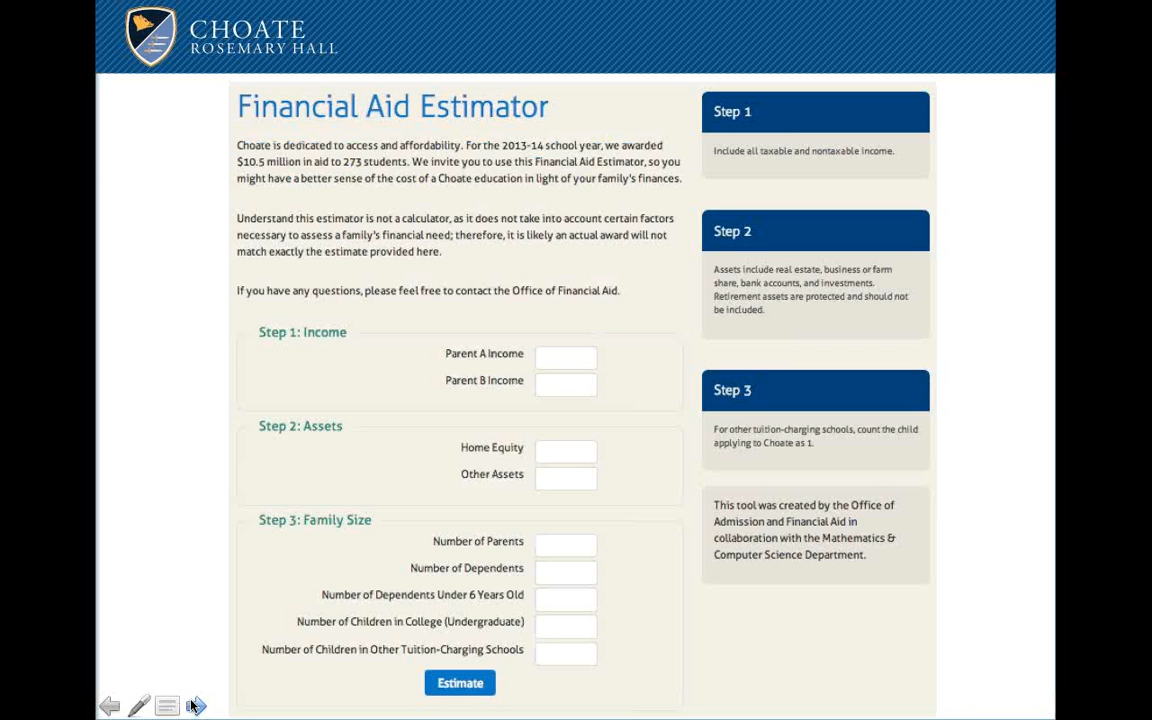 CHOATE
ROSEMARY HALL
Financial Aid Estimator
Choate is dedicated to access and affordability. For the 2013-14 school year, we awarded
$10.5 million in aid to 273 students. We invite you to use this Financial Aid Estimator, so you
might have a better sense of the cost of a Choate education in light of your family's finances.
Understand this estimator is not a calculator, as it does not take into account certain factors
necessary to assess a family's financial need; therefore, it is likely an actual award will not
match exactly the estimate provided here.
If you have any questions, please feel free to contact the Office of Financial Aid.
Step 1: Income
Parent A Income
Parent B Income
Step 2: Assets
Home Equity
Other Assets
Step 3: Family Size
Number of Parents
Number of Dependents
Number of Dependents Under 6 Years Old
Number of Children in College (Undergraduate)
Number of Children in Other Tuition-Charging Schools
Estimate
Step 1
Include all taxable and nontaxable income.
Step 2
Assets include real estate, business or farm
share, bank accounts, and investments.
Retirement assets are protected and should not
be included.
Step 3
For other tuition-charging schools, count the child
applying to Choate as 1.
This tool was created by the Office of
Admission and Financial Aid in
collaboration with the Mathematics &
Computer Science Department.